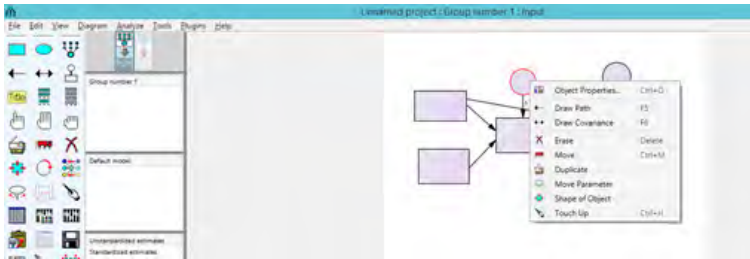 Unnamed project : Group number 1 : Input
File Edit View Diagram Analyze Tools Plugins Help
Title
Group number 1
Default model
Unstandardized estimates
Standardized estimates
Object Properties... Ctrl+O
Draw Path F5
Draw Covariance F6
Erase Delete
Move Ctrl+M
Duplicate
Move Parameter
Shape of Object
Touch Up Ctrl+H